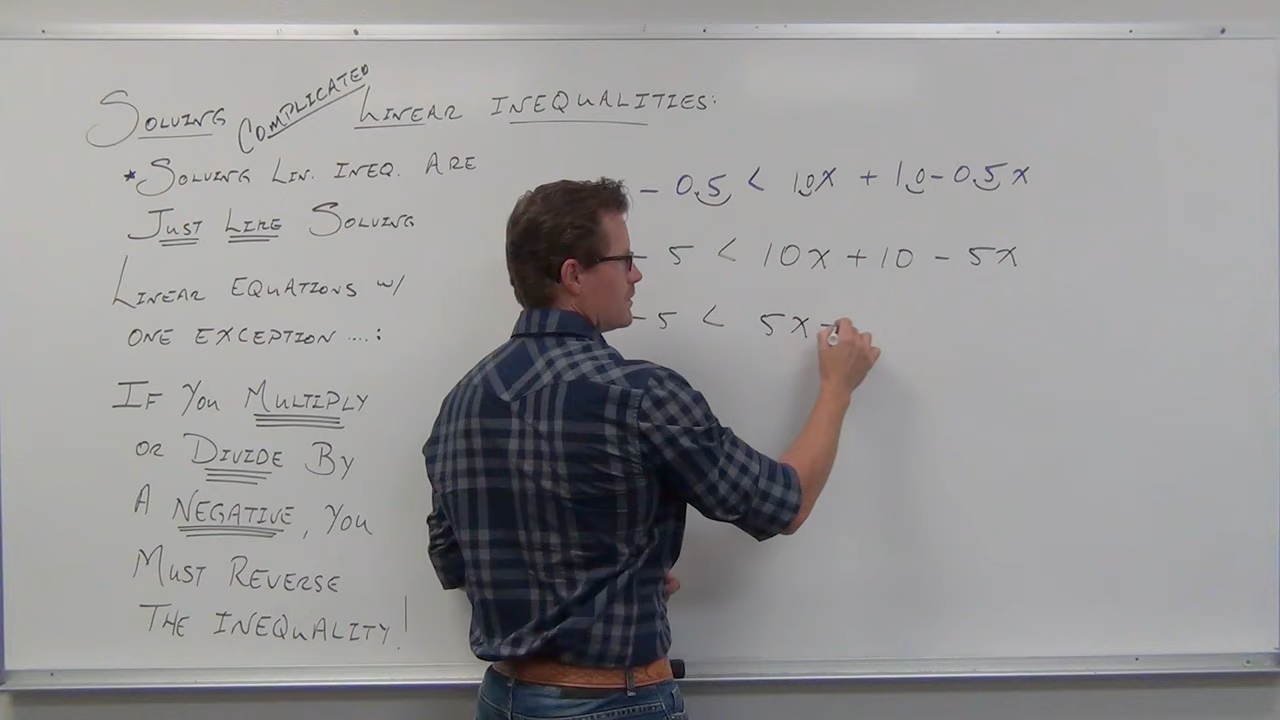 SOLVING COMPLICATED LINEAR INEQUALITIES:
* SOLVING LIN. INEQ. ARE
JUST LIKE SOLVING
LINEAR EQUATIONS W/
ONE EXCEPTION ....:
IF YOU MULTIPLY
OR DIVIDE BY
A NEGATIVE, YOU
MUST REVERSE
THE INEQUALITY!
- 0.5 < 1.0x + 1.0 - 0.5x
- 5 < 10x + 10 - 5x
- 5 < 5x